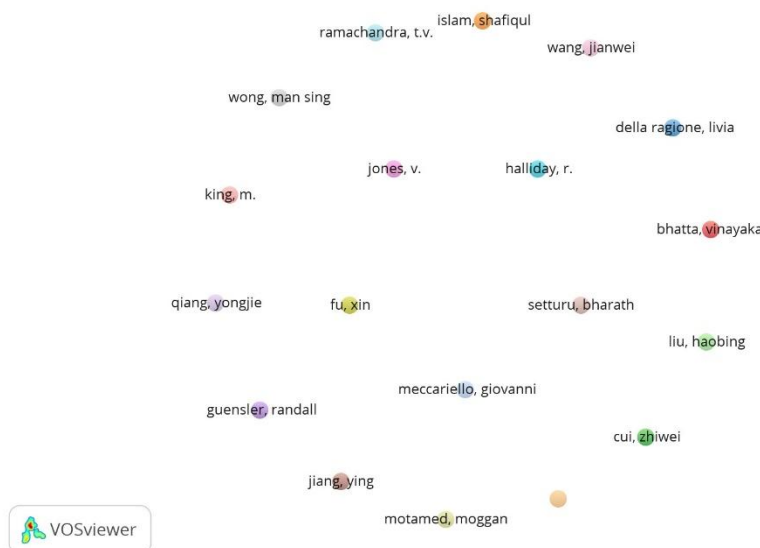 islam, shafiqul
ramachandra, t.v.
wang, jianwei
wong, man sing
della ragione, livia
jones, v.
halliday, r.
king, m.
bhatta, vinayaka
qiang, yongjie
fu, xin
setturu, bharath
liu, haobing
meccariello, giovanni
guensler, randall
cui, zhiwei
jiang, ying
motamed, moggan
VOSviewer